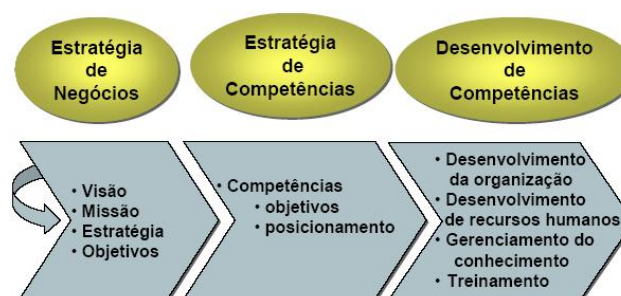 Estratégia
de
Negócios
Estratégia
de
Competências
Desenvolvimento
de
Competências
• Visão
• Missão
• Estratégia
• Objetivos
• Competências
• objetivos
• posicionamento
• Desenvolvimento
da organização
• Desenvolvimento
de recursos humanos
• Gerenciamento do
conhecimento
• Treinamento